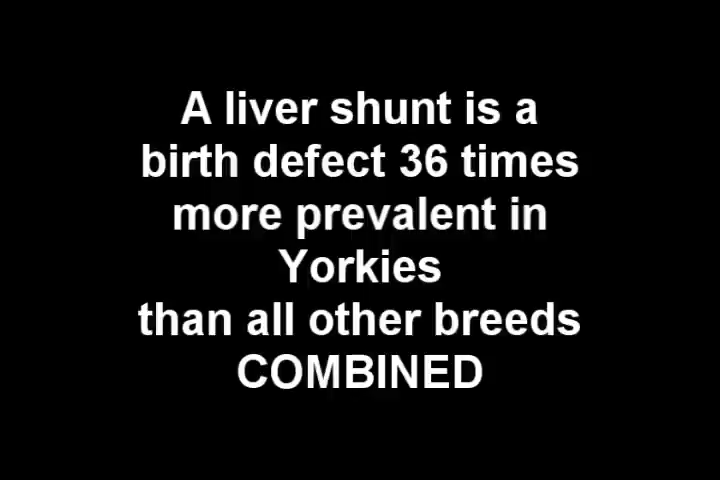 A liver shunt is a
birth defect 36 times
more prevalent in
Yorkies
than all other breeds
COMBINED